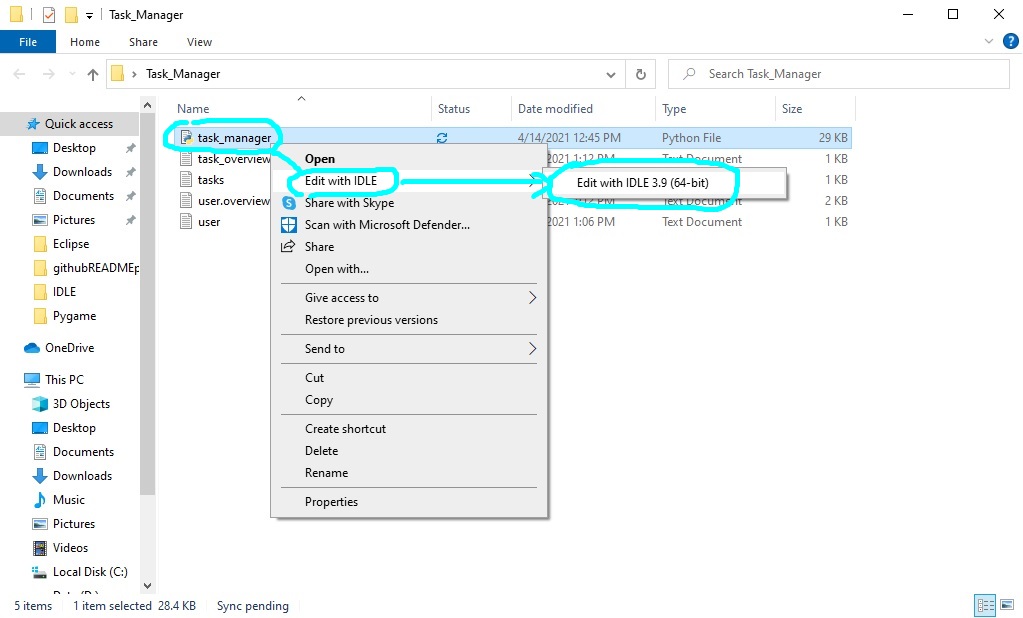 Task_Manager
File Home Share View
Task_Manager
Search Task_Manager
Name Status Date modified Type Size
Quick access
Desktop
Downloads
Documents
Pictures
Eclipse
githubREADMEp
IDLE
Pygame
OneDrive
This PC
3D Objects
Desktop
Documents
Downloads
Music
Pictures
Videos
Local Disk (C:)
task_manager 4/14/2021 12:45 PM Python File 29 KB
task_overview 2021 1:12 PM Text Document 1 KB
tasks 1 KB
user.overview 2021 1:12 PM Text Document 2 KB
user 2021 1:06 PM Text Document 1 KB
Open
Edit with IDLE
Edit with IDLE 3.9 (64-bit)
Share with Skype
Scan with Microsoft Defender...
Share
Open with...
Give access to
Restore previous versions
Send to
Cut
Copy
Create shortcut
Delete
Rename
Properties
5 items 1 item selected 28.4 KB Sync pending